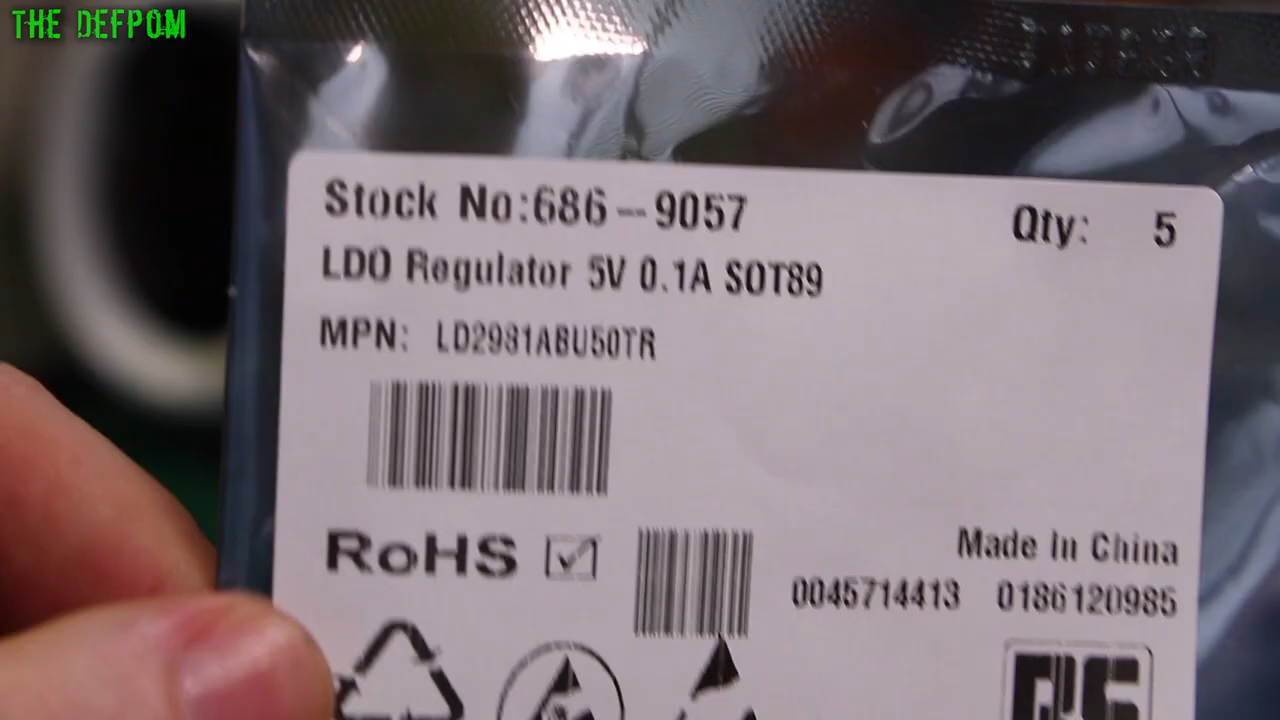 THE DEFPOM
Stock No:686-9057
Qty: 5
LDO Regulator 5V 0.1A SOT89
MPN: LD2981ABU50TR
RoHS
Made In China
0045714413 0186120985